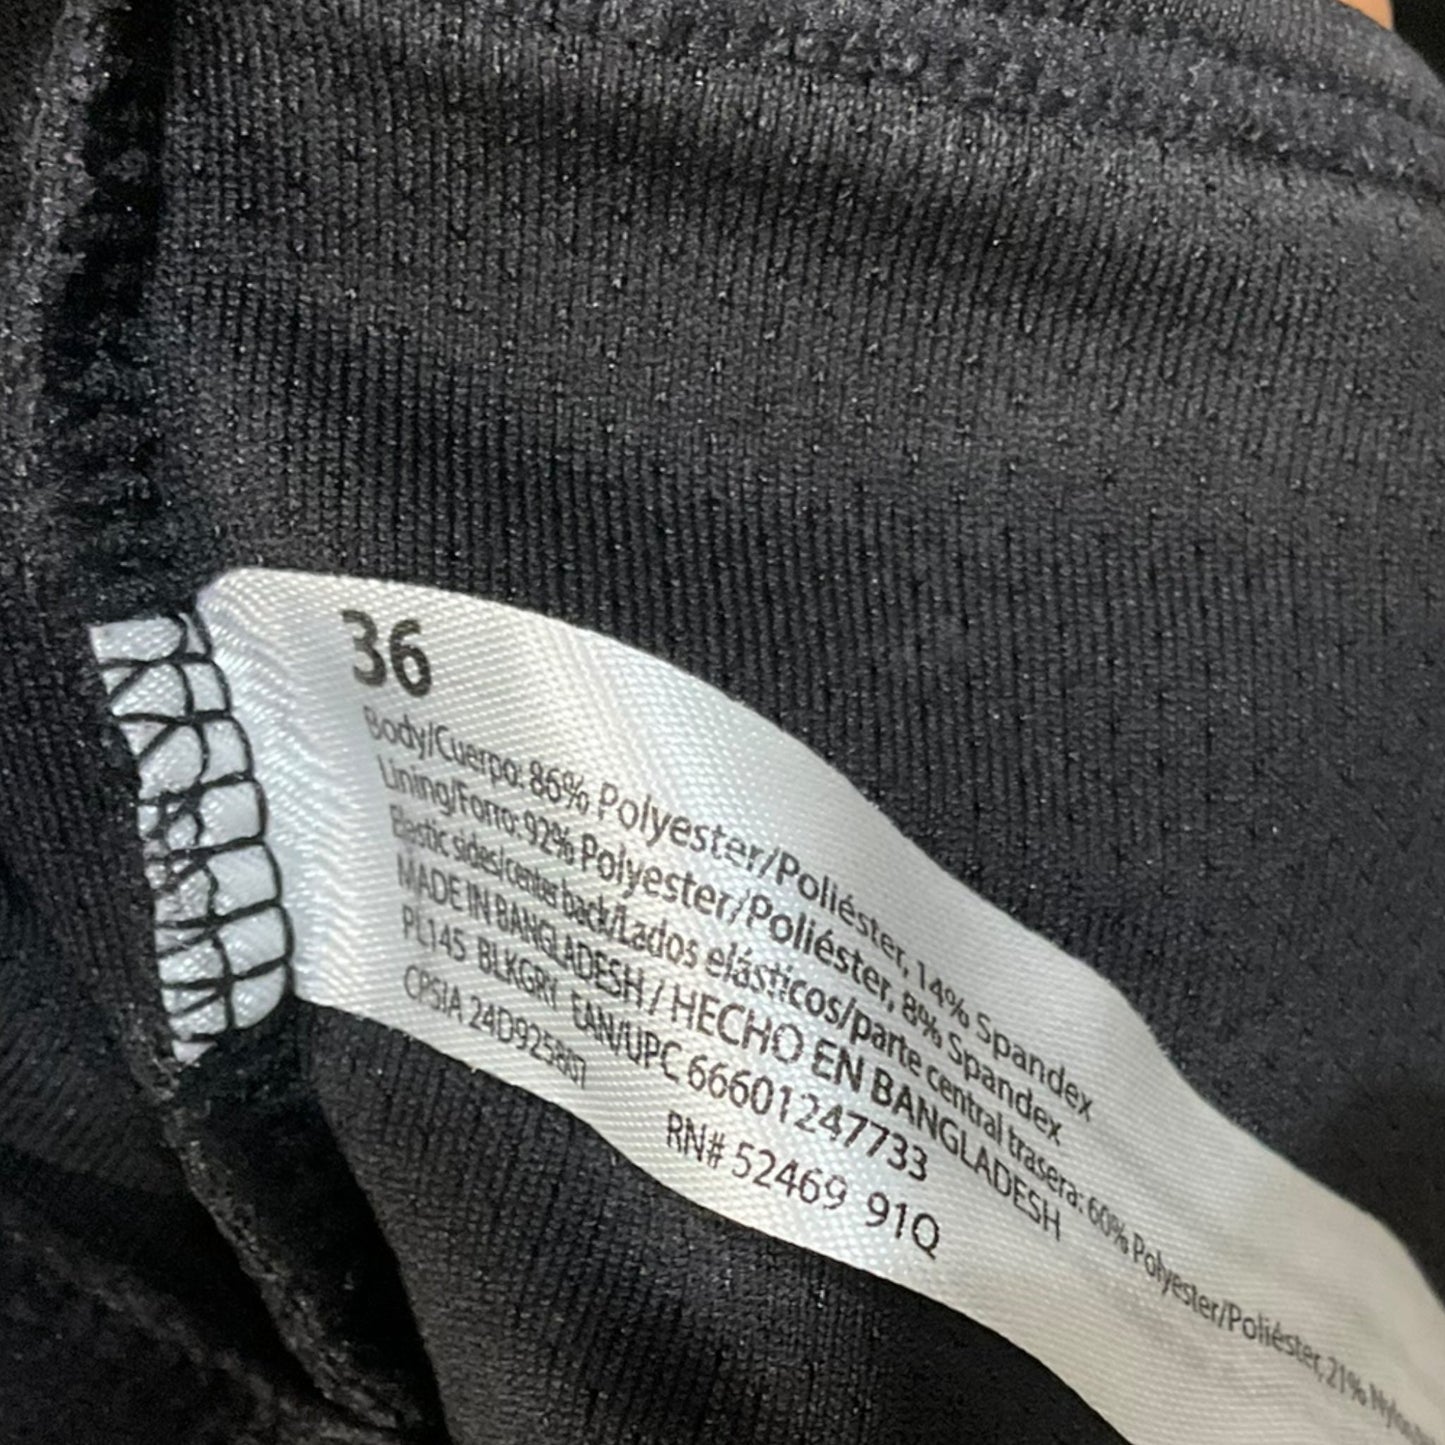 36
Body/Cuerpo: 86% Polyester/Poliéster, 14% Spandex
Lining/Forro: 92% Polyester/Poliéster, 8% Spandex
Elastic sides/center back/Lados elásticos/parte central trasera: 60% Polyester/Poliéster, 21% Nylon
MADE IN BANGLADESH / HECHO EN BANGLADESH
PL145 BLKGRY EAN/UPC 66601247733
CPSIA
RN# 52469 91Q